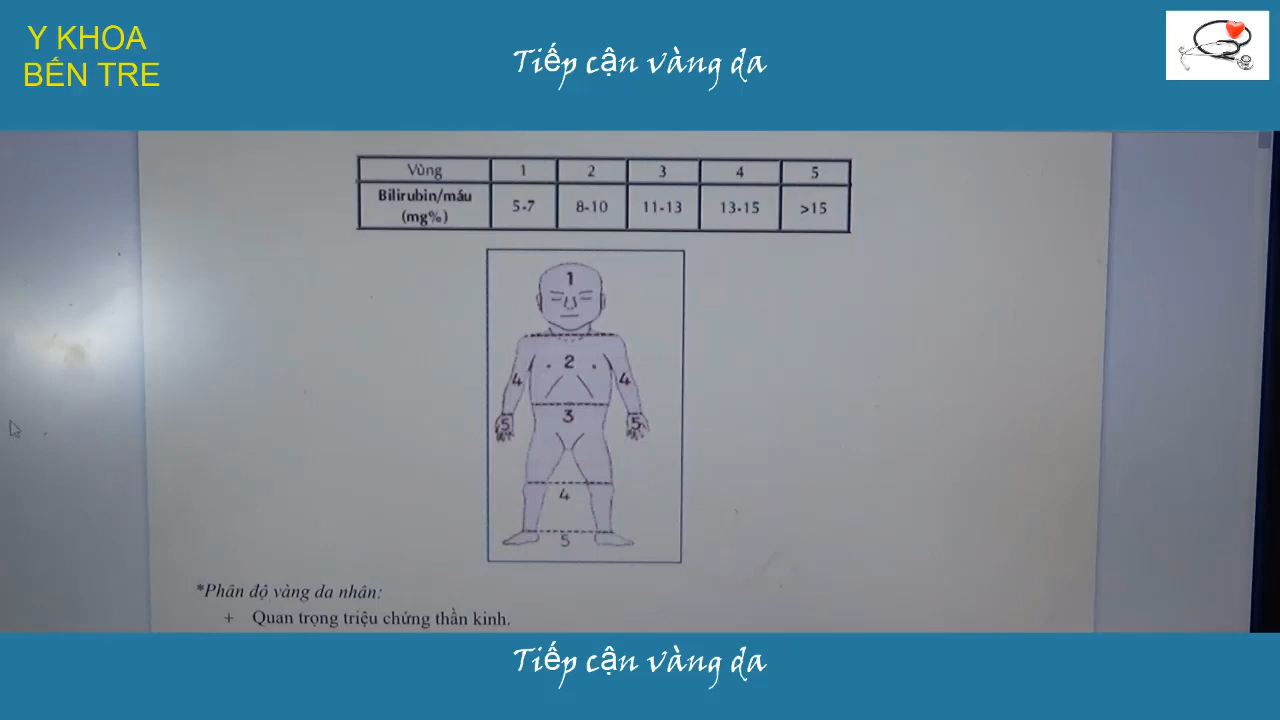 Y KHOA
BẾN TRE
Tiếp cận vàng da
Vùng 1 2 3 4 5
Bilirubin/máu
(mg%) 5-7 8-10 11-13 13-15 >15
1
2
4 4
3
5 5
4
5
*Phân độ vàng da nhân:
+ Quan trọng triệu chứng thần kinh.
Tiếp cận vàng da